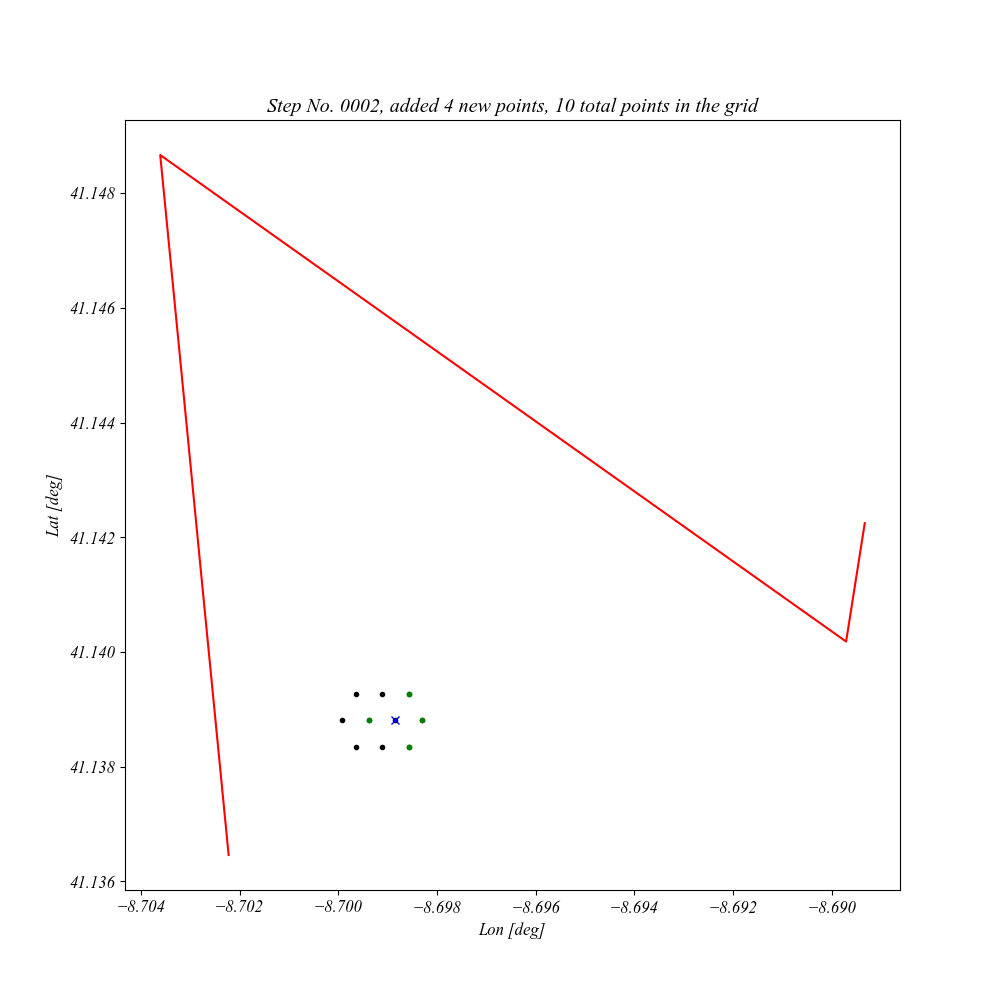 Step No. 0002, added 4 new points, 10 total points in the grid
41.148
41.146
41.144
41.142
41.140
41.138
41.136
Lat [deg]
−8.704 −8.702 −8.700 −8.698 −8.696 −8.694 −8.692 −8.690
Lon [deg]